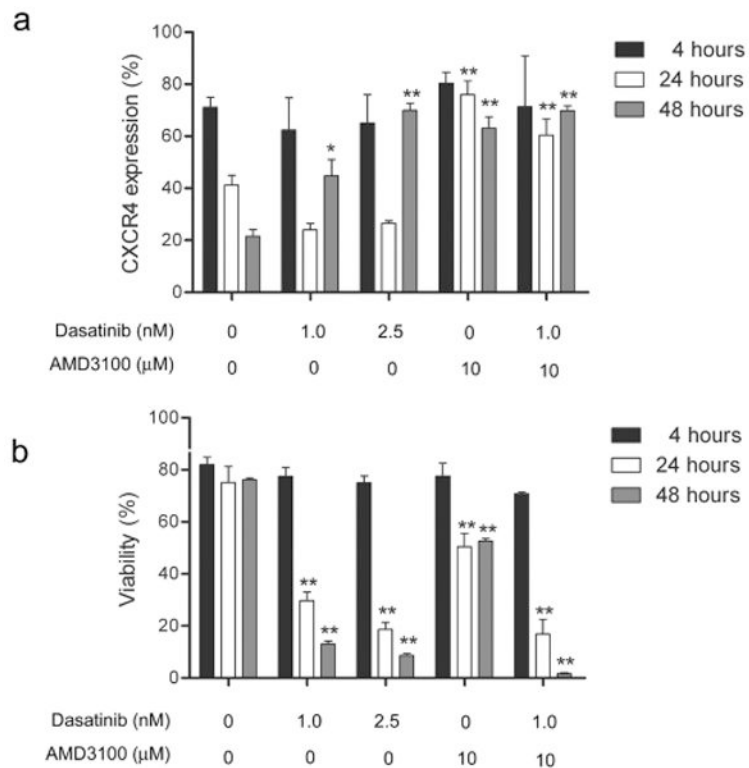 a
100
80
60
40
20
0
CXCR4 expression (%)
4 hours
24 hours
48 hours
* ** ** ** ** **
Dasatinib (nM) 0 1.0 2.5 0 1.0
AMD3100 (μM) 0 0 0 10 10
b
100
80
60
40
20
0
Viability (%)
4 hours
24 hours
48 hours
** ** ** ** ** ** ** **
Dasatinib (nM) 0 1.0 2.5 0 1.0
AMD3100 (μM) 0 0 0 10 10